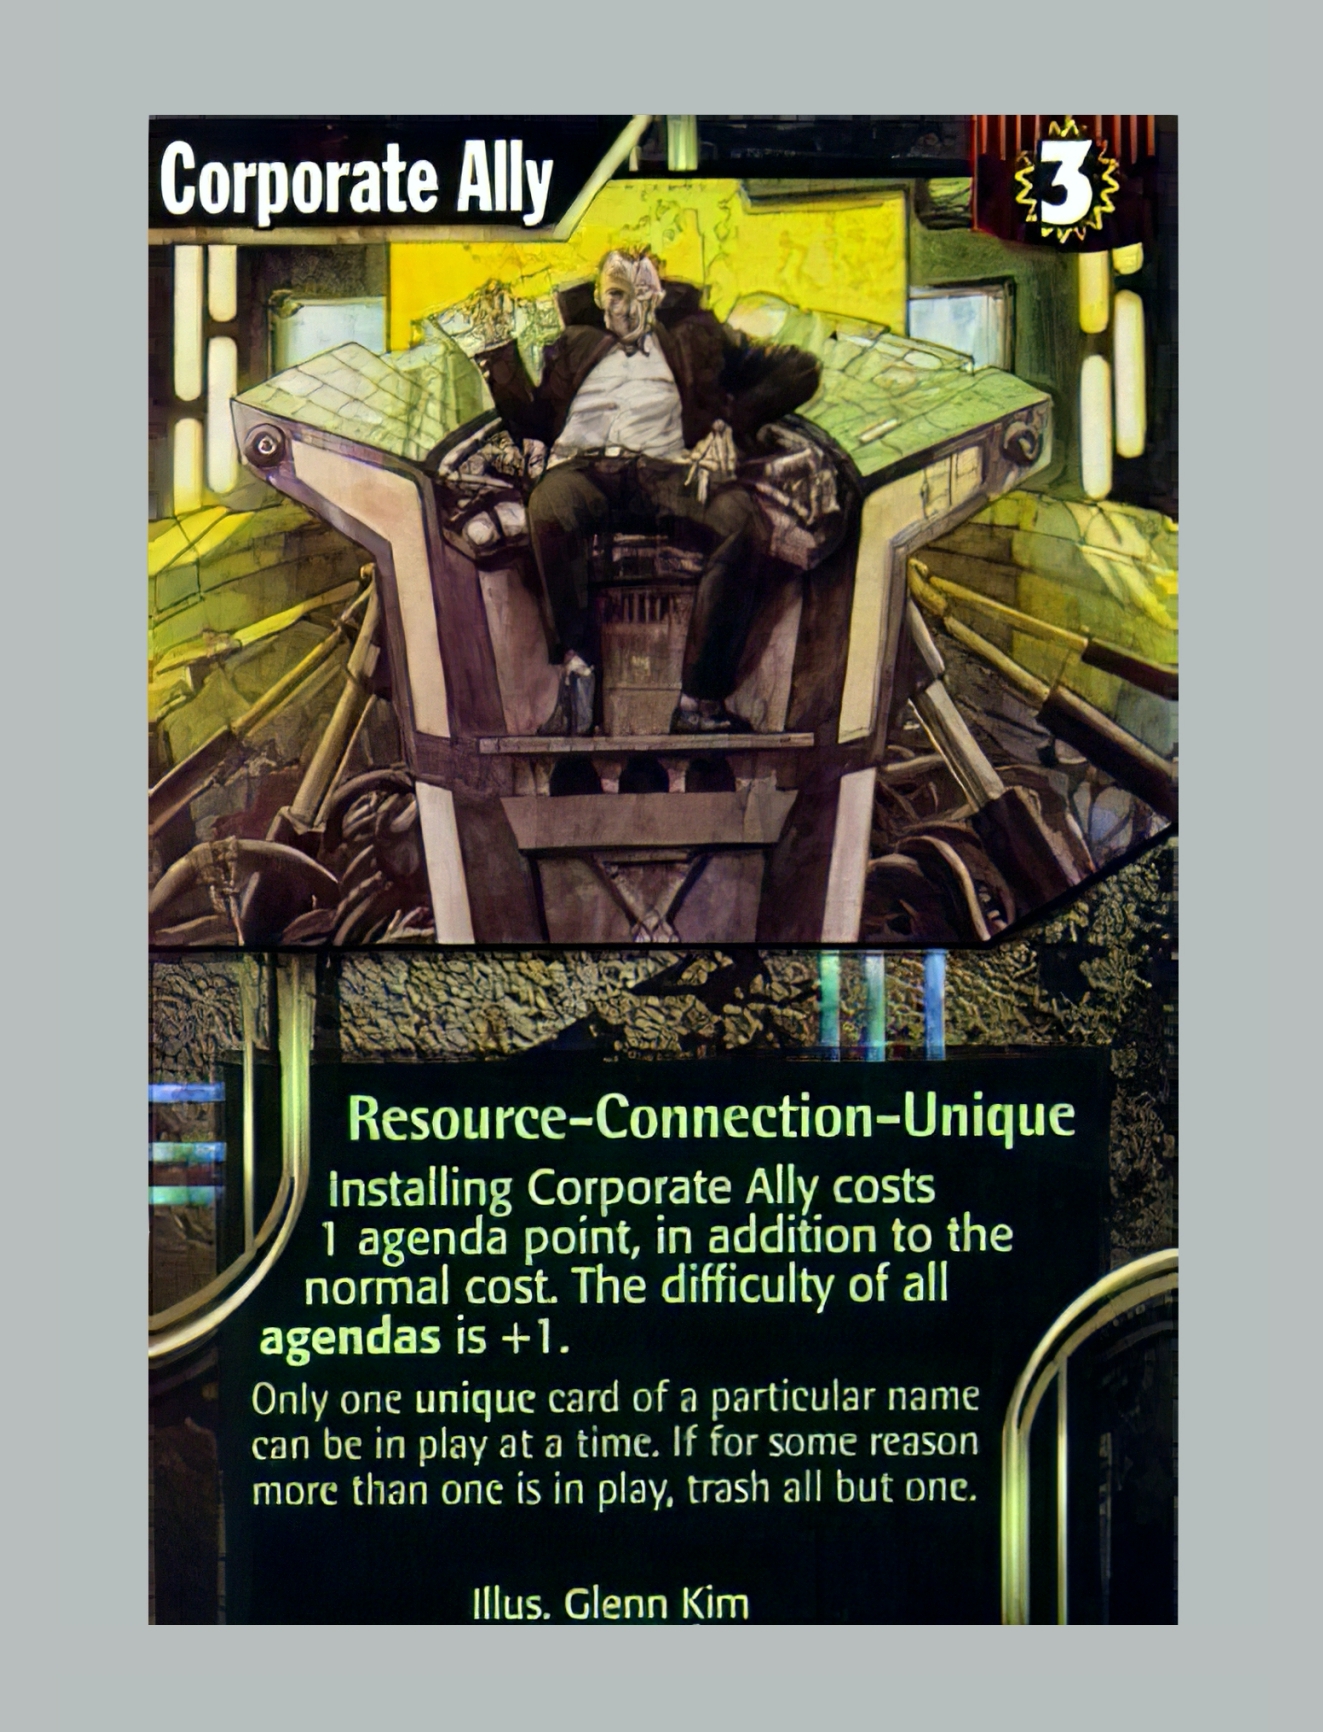 Corporate Ally
3
Resource-Connection-Unique
Installing Corporate Ally costs
1 agenda point, in addition to the
normal cost. The difficulty of all
agendas is +1.
Only one unique card of a particular name
can be in play at a time. If for some reason
more than one is in play, trash all but one.
Illus. Glenn Kim